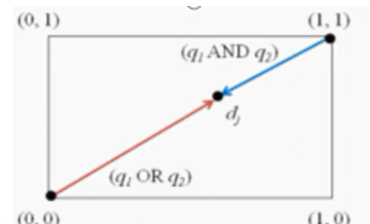 (0, 1) (1, 1)
(q₁ AND q₂)
dⱼ
(q₁ OR q₂)
(0, 0) (1, 0)